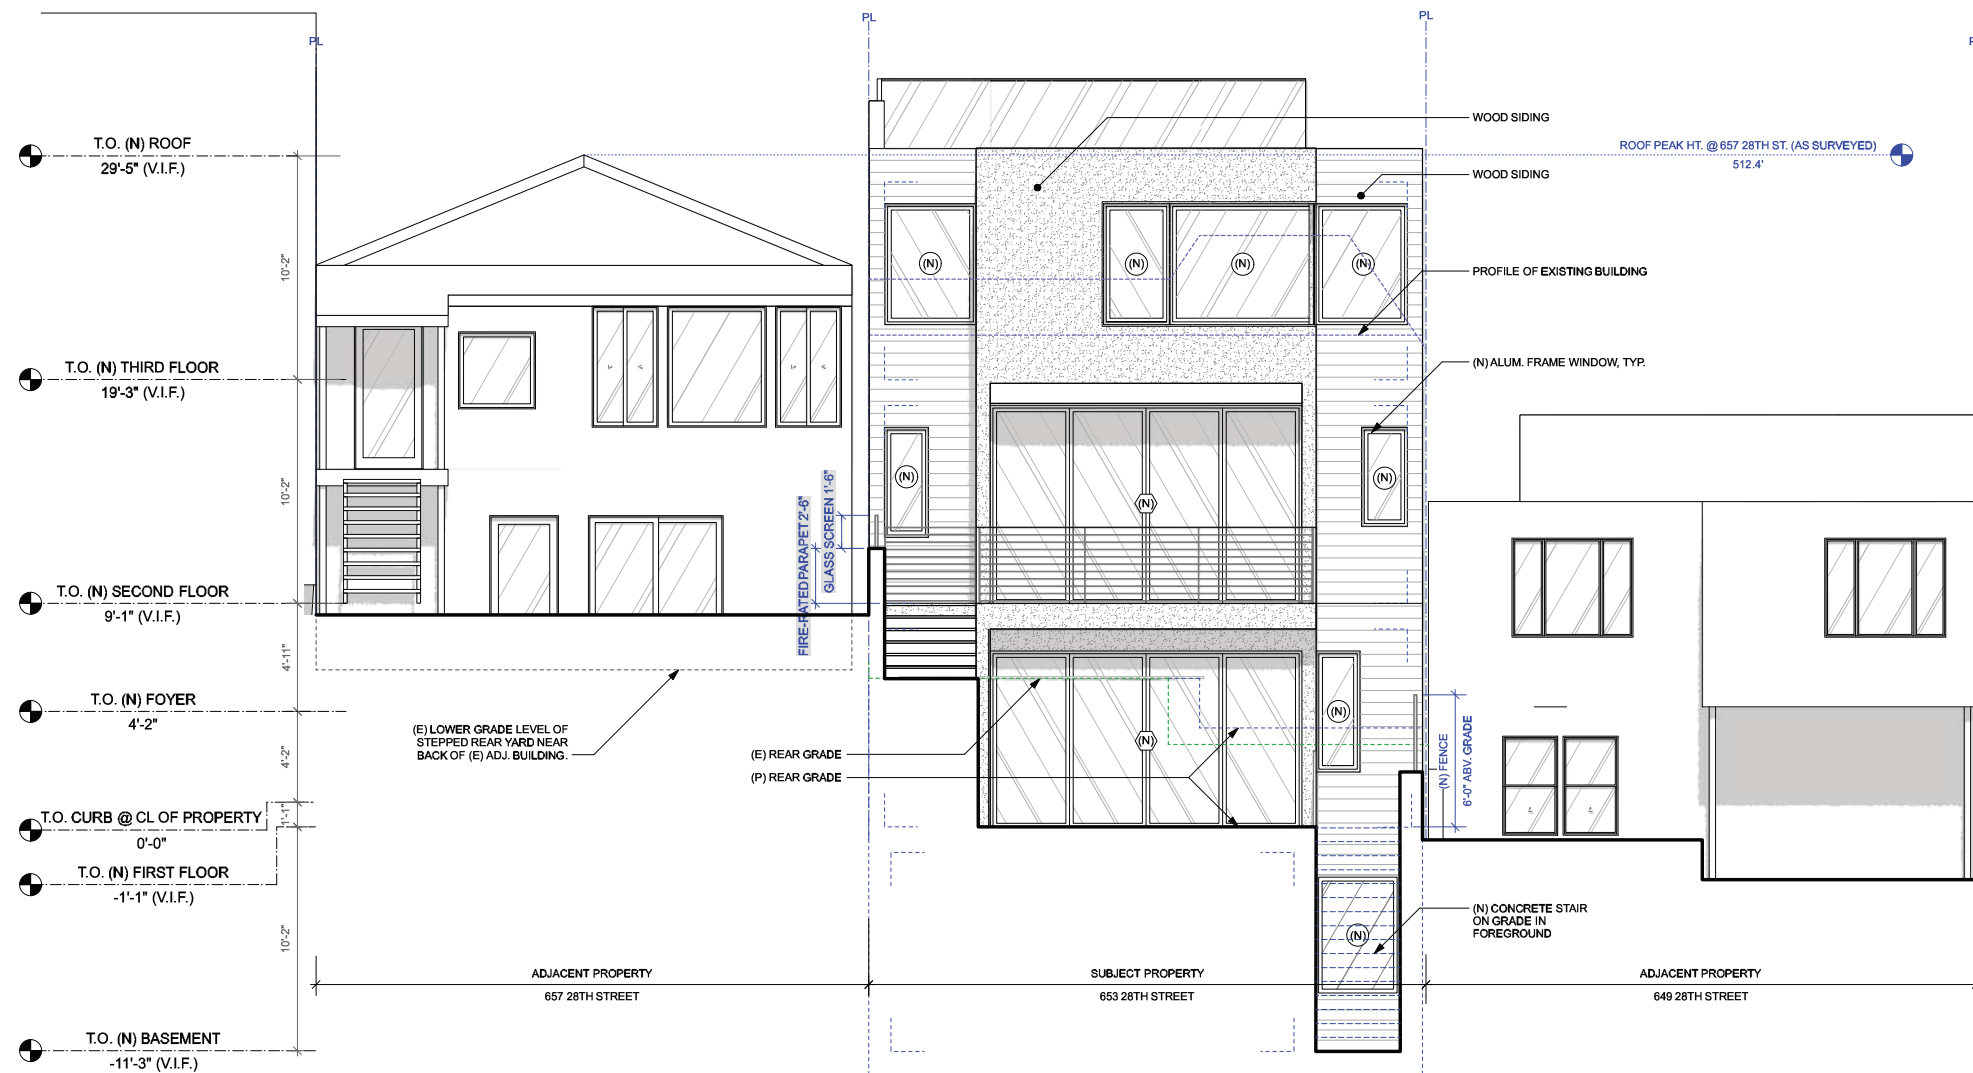 PL
PL
PL
T.O. (N) ROOF
29'-5" (V.I.F.)
WOOD SIDING
ROOF PEAK HT. @ 657 28TH ST. (AS SURVEYED)
512.4'
WOOD SIDING
(N)
(N)
(N)
(N)
10'-2"
PROFILE OF EXISTING BUILDING
T.O. (N) THIRD FLOOR
19'-3" (V.I.F.)
(N) ALUM. FRAME WINDOW, TYP.
10'-2"
(N)
(N)
(N)
FIRE-RATED PARAPET 2'-6"
GLASS SCREEN 1'-6"
T.O. (N) SECOND FLOOR
9'-1" (V.I.F.)
4'-11"
T.O. (N) FOYER
4'-2"
(E) LOWER GRADE LEVEL OF
STEPPED REAR YARD NEAR
BACK OF (E) ADJ. BUILDING.
(E) REAR GRADE
(P) REAR GRADE
(N)
(N)
(N) FENCE
6'-0" ABV. GRADE
4'-2"
1'-1"
T.O. CURB @ CL OF PROPERTY
0'-0"
T.O. (N) FIRST FLOOR
-1'-1" (V.I.F.)
10'-2"
(N)
(N) CONCRETE STAIR
ON GRADE IN
FOREGROUND
ADJACENT PROPERTY
657 28TH STREET
SUBJECT PROPERTY
653 28TH STREET
ADJACENT PROPERTY
649 28TH STREET
T.O. (N) BASEMENT
-11'-3" (V.I.F.)